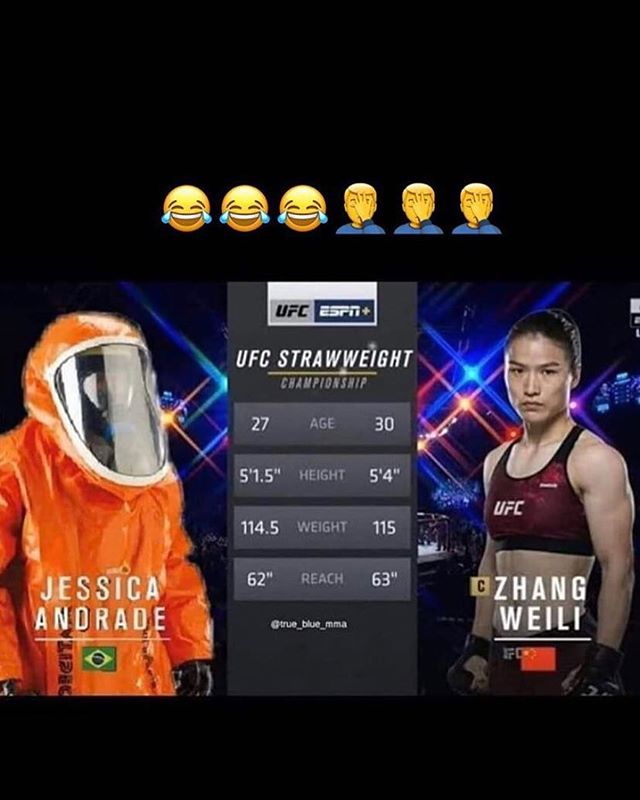 😂😂😂🤦‍♂️🤦‍♂️🤦‍♂️
UFC ESPN+
UFC STRAWWEIGHT
CHAMPIONSHIP
27 AGE 30
5'1.5" HEIGHT 5'4"
114.5 WEIGHT 115
62" REACH 63"
@true_blue_mma
JESSICA
ANDRADE
C ZHANG
WEILI
UFC